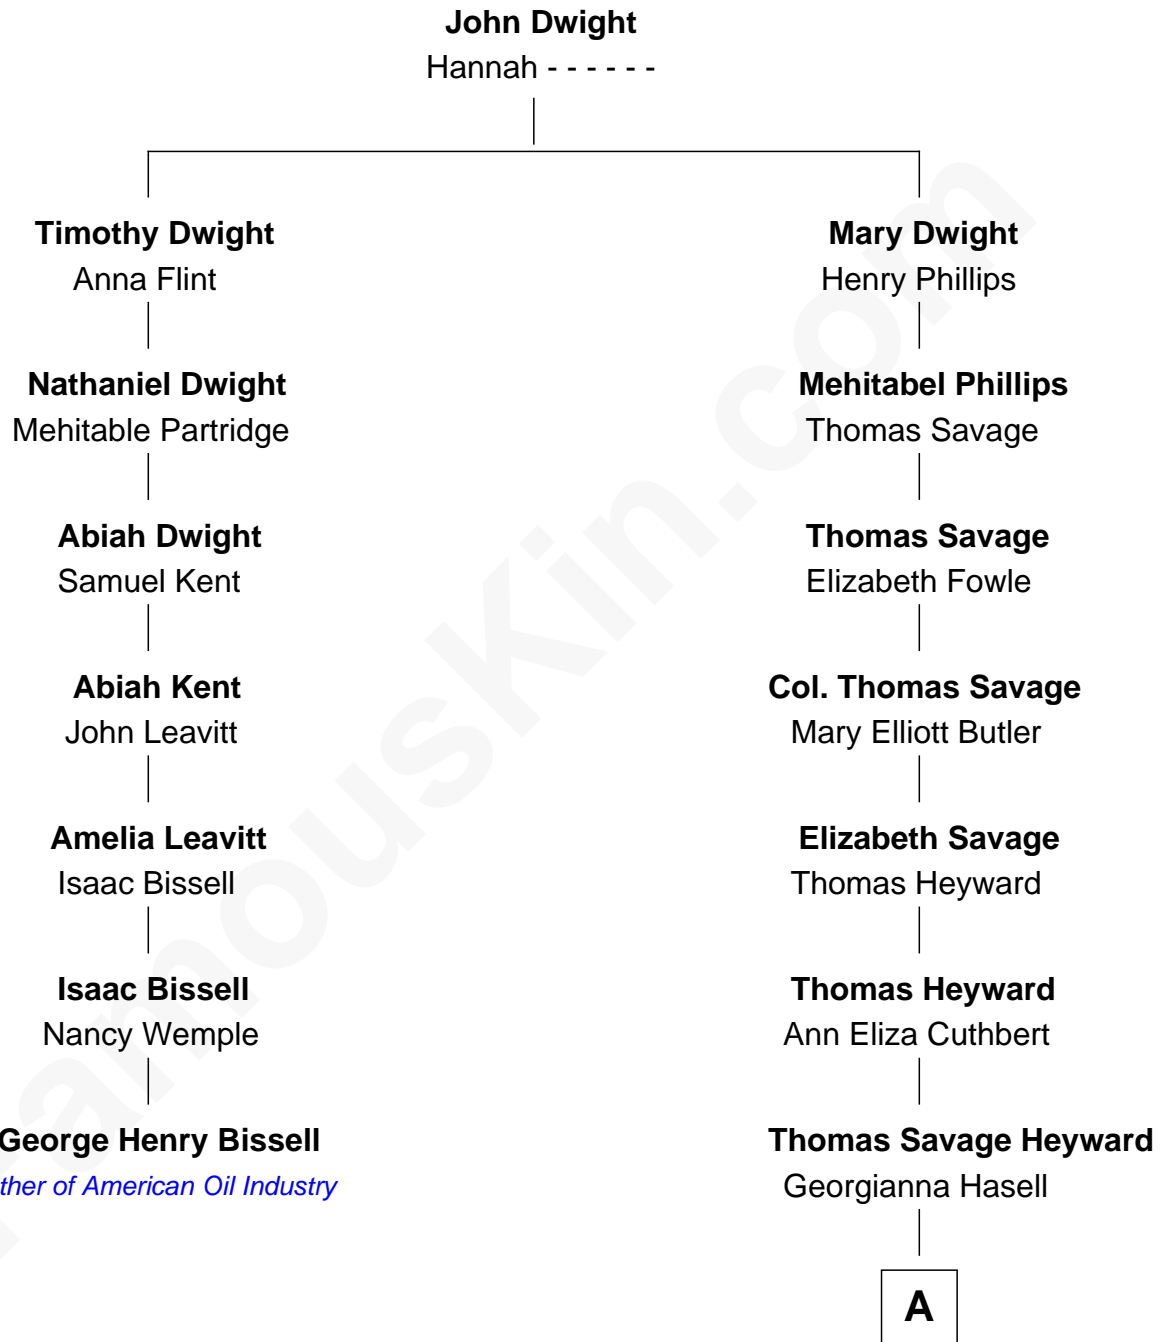 John Dwight
Hannah - - - - - -
Timothy Dwight
Anna Flint
Mary Dwight
Henry Phillips
Nathaniel Dwight
Mehitable Partridge
Mehitabel Phillips
Thomas Savage
Abiah Dwight
Samuel Kent
Thomas Savage
Elizabeth Fowle
Abiah Kent
John Leavitt
Col. Thomas Savage
Mary Elliott Butler
Amelia Leavitt
Isaac Bissell
Elizabeth Savage
Thomas Heyward
Isaac Bissell
Nancy Wemple
Thomas Heyward
Ann Eliza Cuthbert
George Henry Bissell
ther of American Oil Industry
Thomas Savage Heyward
Georgianna Hasell
A
FamousKin.com